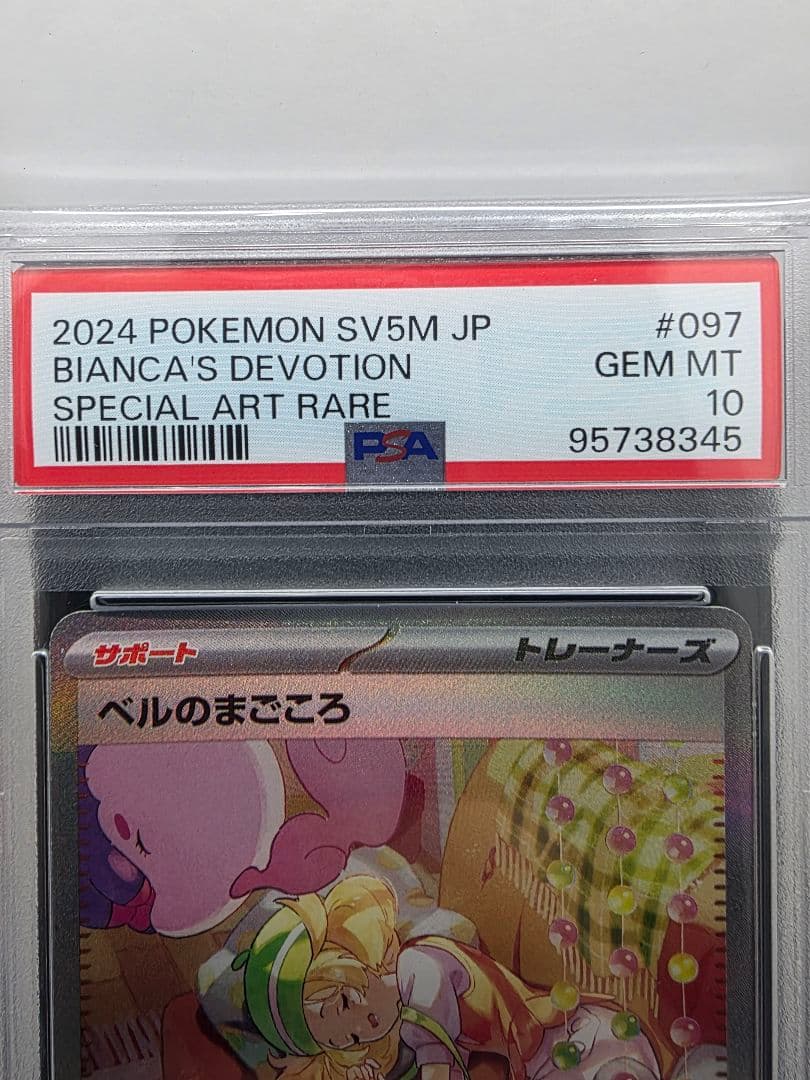 2024 POKEMON SV5M JP #097
BIANCA'S DEVOTION GEM MT
SPECIAL ART RARE 10
PSA 95738345
サポート トレーナーズ
ベルのまごころ